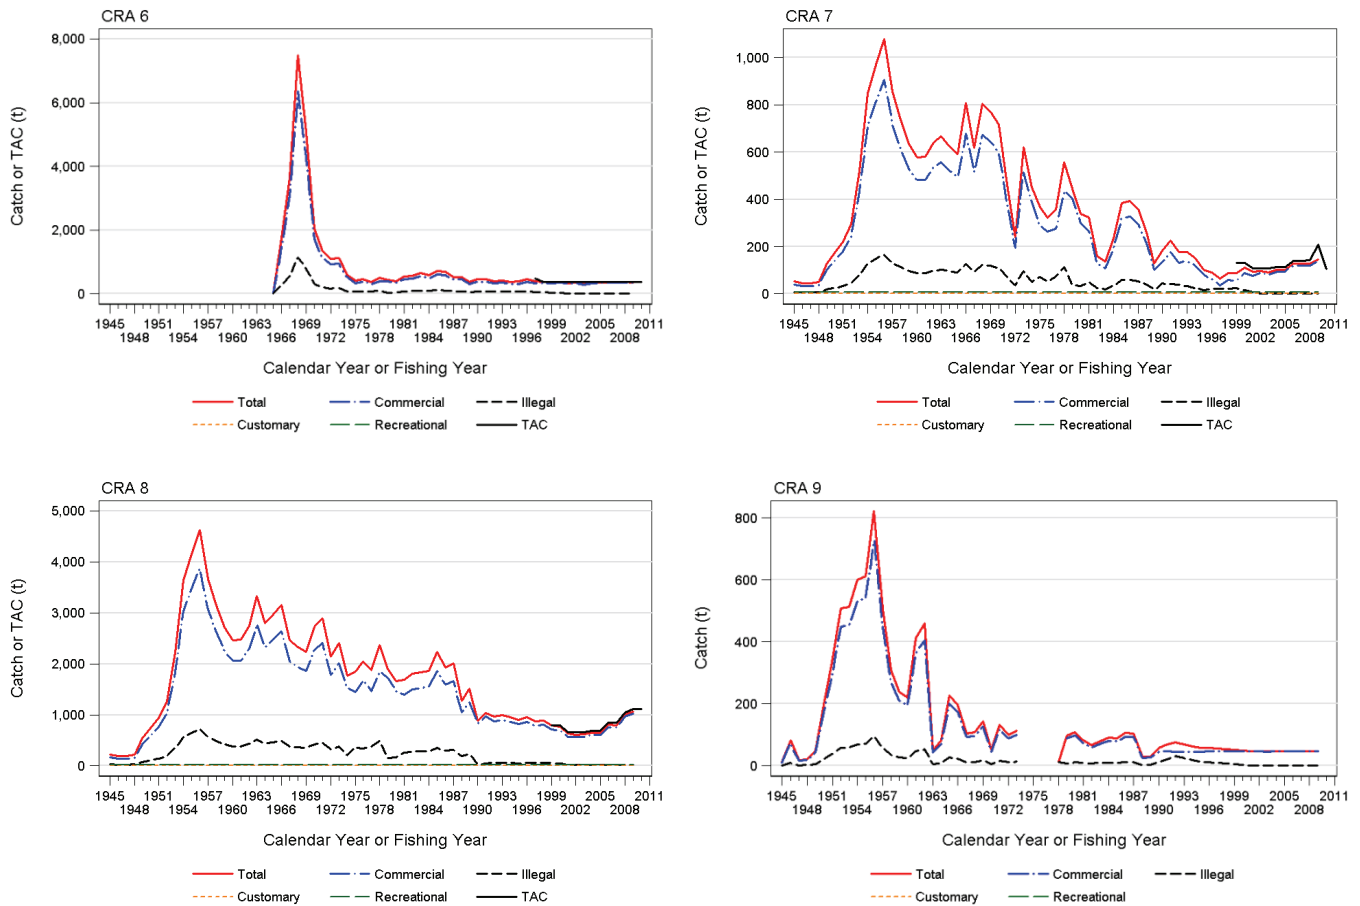 CRA 6
8,000
6,000
4,000
2,000
0
Catch or TAC (t)
1945 1951 1957 1963 1969 1975 1981 1987 1993 1999 2005 2011
1948 1954 1960 1966 1972 1978 1984 1990 1996 2002 2008
Calendar Year or Fishing Year
Total Commercial Illegal
Customary Recreational TAC
CRA 7
1,000
800
600
400
200
0
Catch or TAC (t)
1945 1951 1957 1963 1969 1975 1981 1987 1993 1999 2005 2011
1948 1954 1960 1966 1972 1978 1984 1990 1996 2002 2008
Calendar Year or Fishing Year
Total Commercial Illegal
Customary Recreational TAC
CRA 8
5,000
4,000
3,000
2,000
1,000
0
Catch or TAC (t)
1945 1951 1957 1963 1969 1975 1981 1987 1993 1999 2005 2011
1948 1954 1960 1966 1972 1978 1984 1990 1996 2002 2008
Calendar Year or Fishing Year
Total Commercial Illegal
Customary Recreational TAC
CRA 9
800
600
400
200
0
Catch (t)
1945 1951 1957 1963 1969 1975 1981 1987 1993 1999 2005 2011
1948 1954 1960 1966 1972 1978 1984 1990 1996 2002 2008
Calendar Year or Fishing Year
Total Commercial Illegal
Customary Recreational